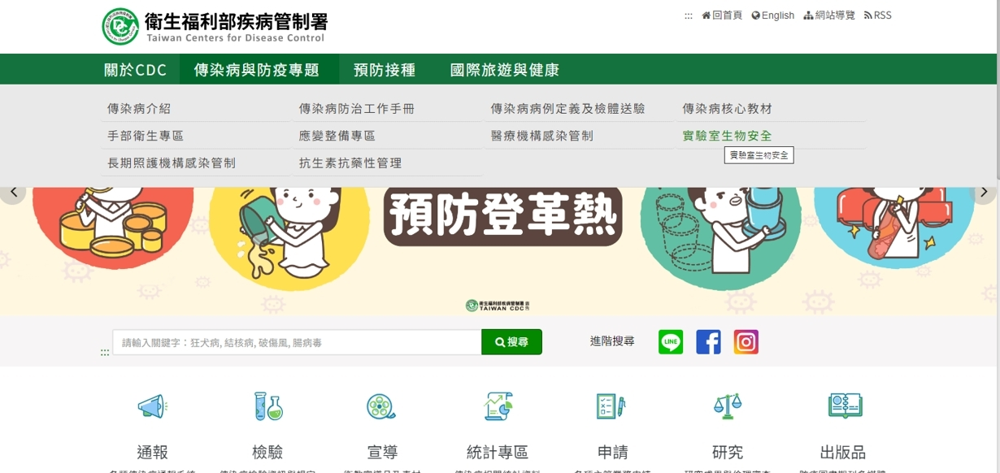 衛生福利部疾病管制署
Taiwan Centers for Disease Control
::: 回首頁 English 網站導覽 RSS
關於CDC 傳染病與防疫專題 預防接種 國際旅遊與健康
傳染病介紹 傳染病防治工作手冊 傳染病病例定義及檢體送驗 傳染病核心教材
手部衛生專區 應變整備專區 醫療機構感染管制 實驗室生物安全
實驗室生物安全
長期照護機構感染管制 抗生素抗藥性管理
預防登革熱
衛生福利部疾病管制署
TAIWAN CDC 廣告
::: 請輸入關鍵字：狂犬病, 結核病, 破傷風, 腸病毒 搜尋 進階搜尋 LINE
通報 檢驗 宣導 統計專區 申請 研究 出版品